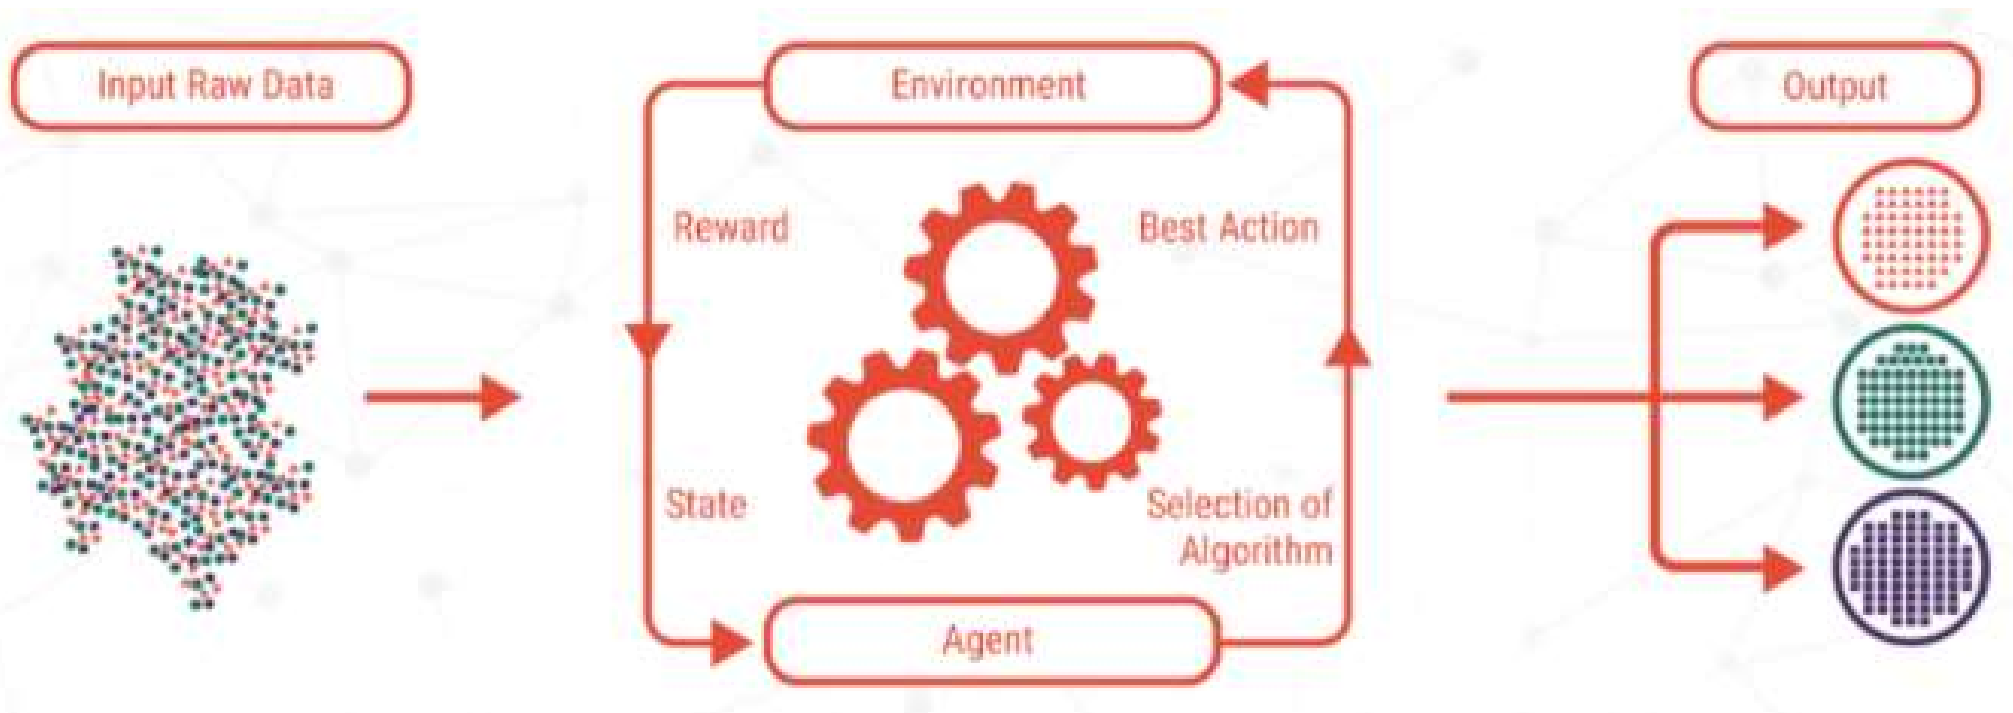 Input Raw Data
Environment
Output
Reward
Best Action
State
Selection of
Algorithm
Agent